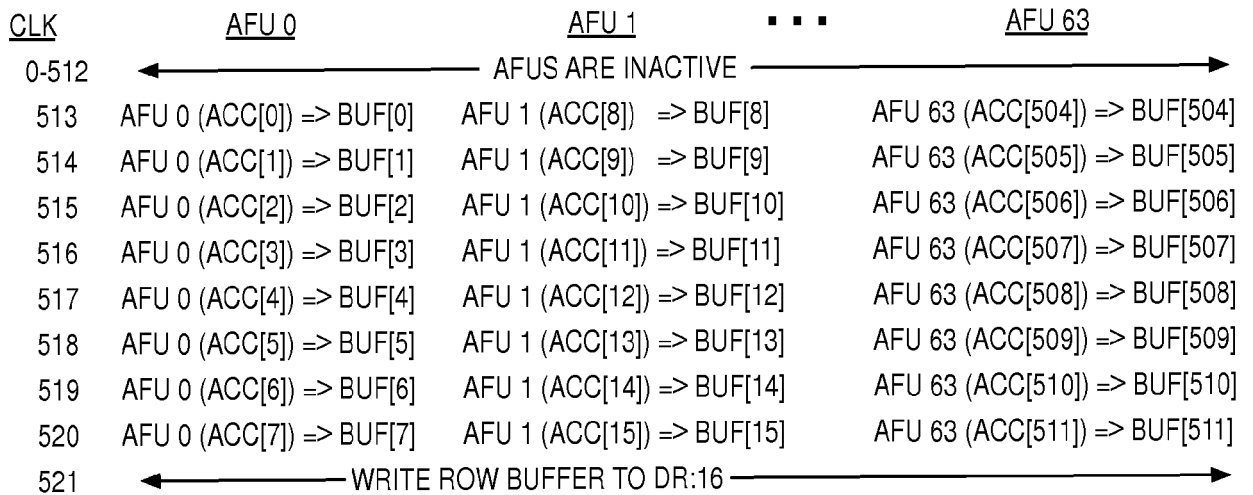 CLK AFU 0 AFU 1 ▪ ▪ ▪ AFU 63
0-512 AFUS ARE INACTIVE
513 AFU 0 (ACC[0]) => BUF[0] AFU 1 (ACC[8]) => BUF[8] AFU 63 (ACC[504]) => BUF[504]
514 AFU 0 (ACC[1]) => BUF[1] AFU 1 (ACC[9]) => BUF[9] AFU 63 (ACC[505]) => BUF[505]
515 AFU 0 (ACC[2]) => BUF[2] AFU 1 (ACC[10]) => BUF[10] AFU 63 (ACC[506]) => BUF[506]
516 AFU 0 (ACC[3]) => BUF[3] AFU 1 (ACC[11]) => BUF[11] AFU 63 (ACC[507]) => BUF[507]
517 AFU 0 (ACC[4]) => BUF[4] AFU 1 (ACC[12]) => BUF[12] AFU 63 (ACC[508]) => BUF[508]
518 AFU 0 (ACC[5]) => BUF[5] AFU 1 (ACC[13]) => BUF[13] AFU 63 (ACC[509]) => BUF[509]
519 AFU 0 (ACC[6]) => BUF[6] AFU 1 (ACC[14]) => BUF[14] AFU 63 (ACC[510]) => BUF[510]
520 AFU 0 (ACC[7]) => BUF[7] AFU 1 (ACC[15]) => BUF[15] AFU 63 (ACC[511]) => BUF[511]
521 WRITE ROW BUFFER TO DR:16